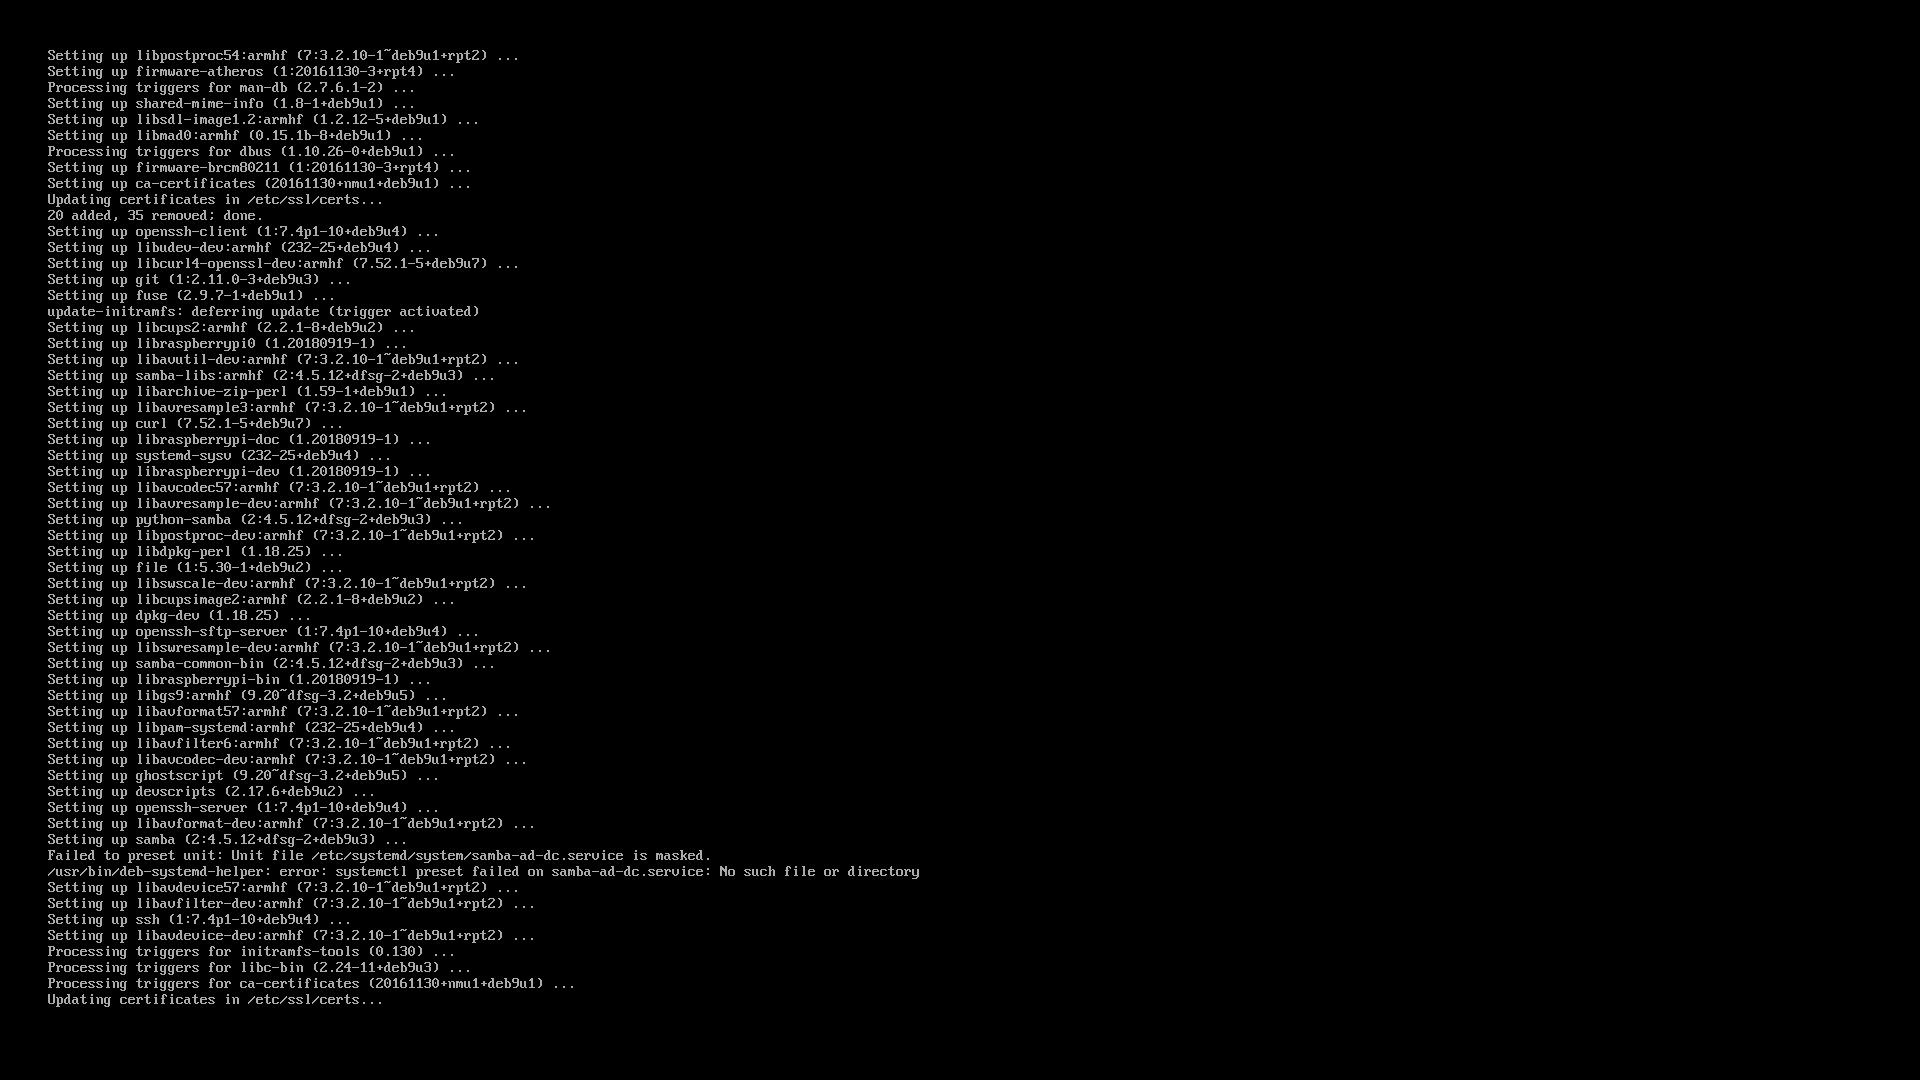 Setting up libpostproc54:armhf (7:3.2.10-1~deb9u1+rpt2) ...
Setting up firmware-atheros (1:20161130-3+rpt4) ...
Processing triggers for man-db (2.7.6.1-2) ...
Setting up shared-mime-info (1.8-1+deb9u1) ...
Setting up libsdl-image1.2:armhf (1.2.12-5+deb9u1) ...
Setting up libmad0:armhf (0.15.1b-8+deb9u1) ...
Processing triggers for dbus (1.10.26-0+deb9u1) ...
Setting up firmware-brcm80211 (1:20161130-3+rpt4) ...
Setting up ca-certificates (20161130+nmu1+deb9u1) ...
Updating certificates in /etc/ssl/certs...
20 added, 35 removed; done.
Setting up openssh-client (1:7.4p1-10+deb9u4) ...
Setting up libudev-dev:armhf (232-25+deb9u4) ...
Setting up libcurl4-openssl-dev:armhf (7.52.1-5+deb9u7) ...
Setting up git (1:2.11.0-3+deb9u3) ...
Setting up fuse (2.9.7-1+deb9u1) ...
update-initramfs: deferring update (trigger activated)
Setting up libcups2:armhf (2.2.1-8+deb9u2) ...
Setting up libraspberrypi0 (1.20180919-1) ...
Setting up libavutil-dev:armhf (7:3.2.10-1~deb9u1+rpt2) ...
Setting up samba-libs:armhf (2:4.5.12+dfsg-2+deb9u3) ...
Setting up libarchive-zip-perl (1.59-1+deb9u1) ...
Setting up libavresample3:armhf (7:3.2.10-1~deb9u1+rpt2) ...
Setting up curl (7.52.1-5+deb9u7) ...
Setting up libraspberrypi-doc (1.20180919-1) ...
Setting up systemd-sysv (232-25+deb9u4) ...
Setting up libraspberrypi-dev (1.20180919-1) ...
Setting up libavcodec57:armhf (7:3.2.10-1~deb9u1+rpt2) ...
Setting up libavresample-dev:armhf (7:3.2.10-1~deb9u1+rpt2) ...
Setting up python-samba (2:4.5.12+dfsg-2+deb9u3) ...
Setting up libpostproc-dev:armhf (7:3.2.10-1~deb9u1+rpt2) ...
Setting up libdpkg-perl (1.18.25) ...
Setting up file (1:5.30-1+deb9u2) ...
Setting up libswscale-dev:armhf (7:3.2.10-1~deb9u1+rpt2) ...
Setting up libcupsimage2:armhf (2.2.1-8+deb9u2) ...
Setting up dpkg-dev (1.18.25) ...
Setting up openssh-sftp-server (1:7.4p1-10+deb9u4) ...
Setting up libswresample-dev:armhf (7:3.2.10-1~deb9u1+rpt2) ...
Setting up samba-common-bin (2:4.5.12+dfsg-2+deb9u3) ...
Setting up libraspberrypi-bin (1.20180919-1) ...
Setting up libgs9:armhf (9.20~dfsg-3.2+deb9u5) ...
Setting up libavformat57:armhf (7:3.2.10-1~deb9u1+rpt2) ...
Setting up libpam-systemd:armhf (232-25+deb9u4) ...
Setting up libavfilter6:armhf (7:3.2.10-1~deb9u1+rpt2) ...
Setting up libavcodec-dev:armhf (7:3.2.10-1~deb9u1+rpt2) ...
Setting up ghostscript (9.20~dfsg-3.2+deb9u5) ...
Setting up devscripts (2.17.6+deb9u2) ...
Setting up openssh-server (1:7.4p1-10+deb9u4) ...
Setting up libavformat-dev:armhf (7:3.2.10-1~deb9u1+rpt2) ...
Setting up samba (2:4.5.12+dfsg-2+deb9u3) ...
Failed to preset unit: Unit file /etc/systemd/system/samba-ad-dc.service is masked.
/usr/bin/deb-systemd-helper: error: systemctl preset failed on samba-ad-dc.service: No such file or directory
Setting up libavdevice57:armhf (7:3.2.10-1~deb9u1+rpt2) ...
Setting up libavfilter-dev:armhf (7:3.2.10-1~deb9u1+rpt2) ...
Setting up ssh (1:7.4p1-10+deb9u4) ...
Setting up libavdevice-dev:armhf (7:3.2.10-1~deb9u1+rpt2) ...
Processing triggers for initramfs-tools (0.130) ...
Processing triggers for libc-bin (2.24-11+deb9u3) ...
Processing triggers for ca-certificates (20161130+nmu1+deb9u1) ...
Updating certificates in /etc/ssl/certs...